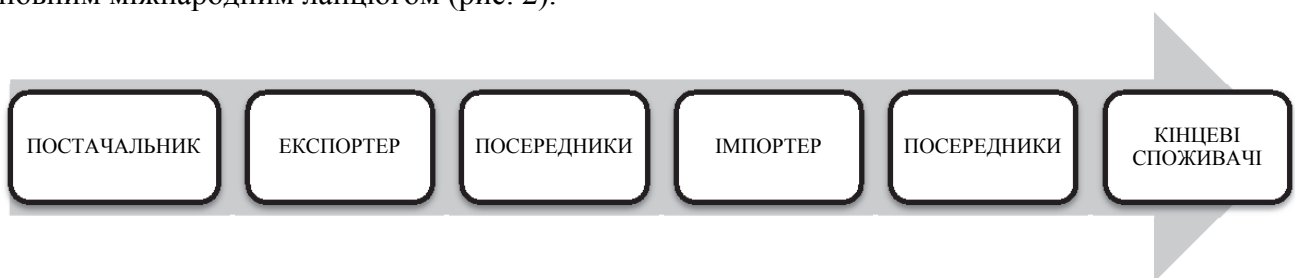 міжнародним ланцюгом (рис. 2).
ПОСТАЧАЛЬНИК
ЕКСПОРТЕР
ПОСЕРЕДНИКИ
ІМПОРТЕР
ПОСЕРЕДНИКИ
КІНЦЕВІ
СПОЖИВАЧІ